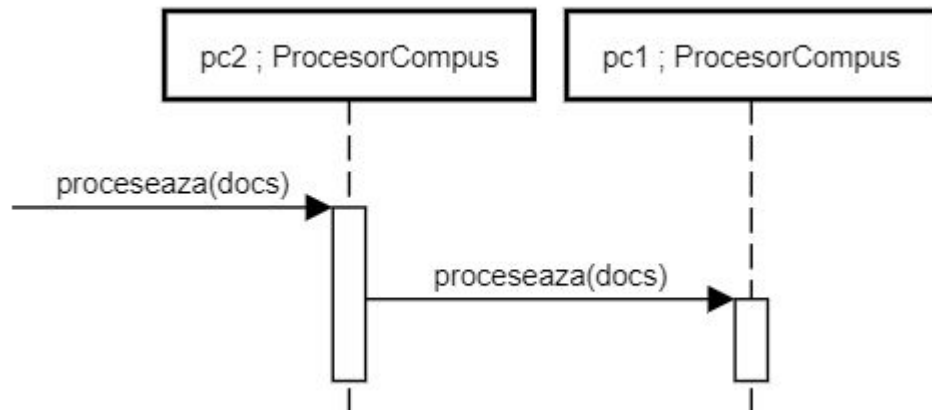 pc2 ; ProcesorCompus
pc1 ; ProcesorCompus
proceseaza(docs)
proceseaza(docs)